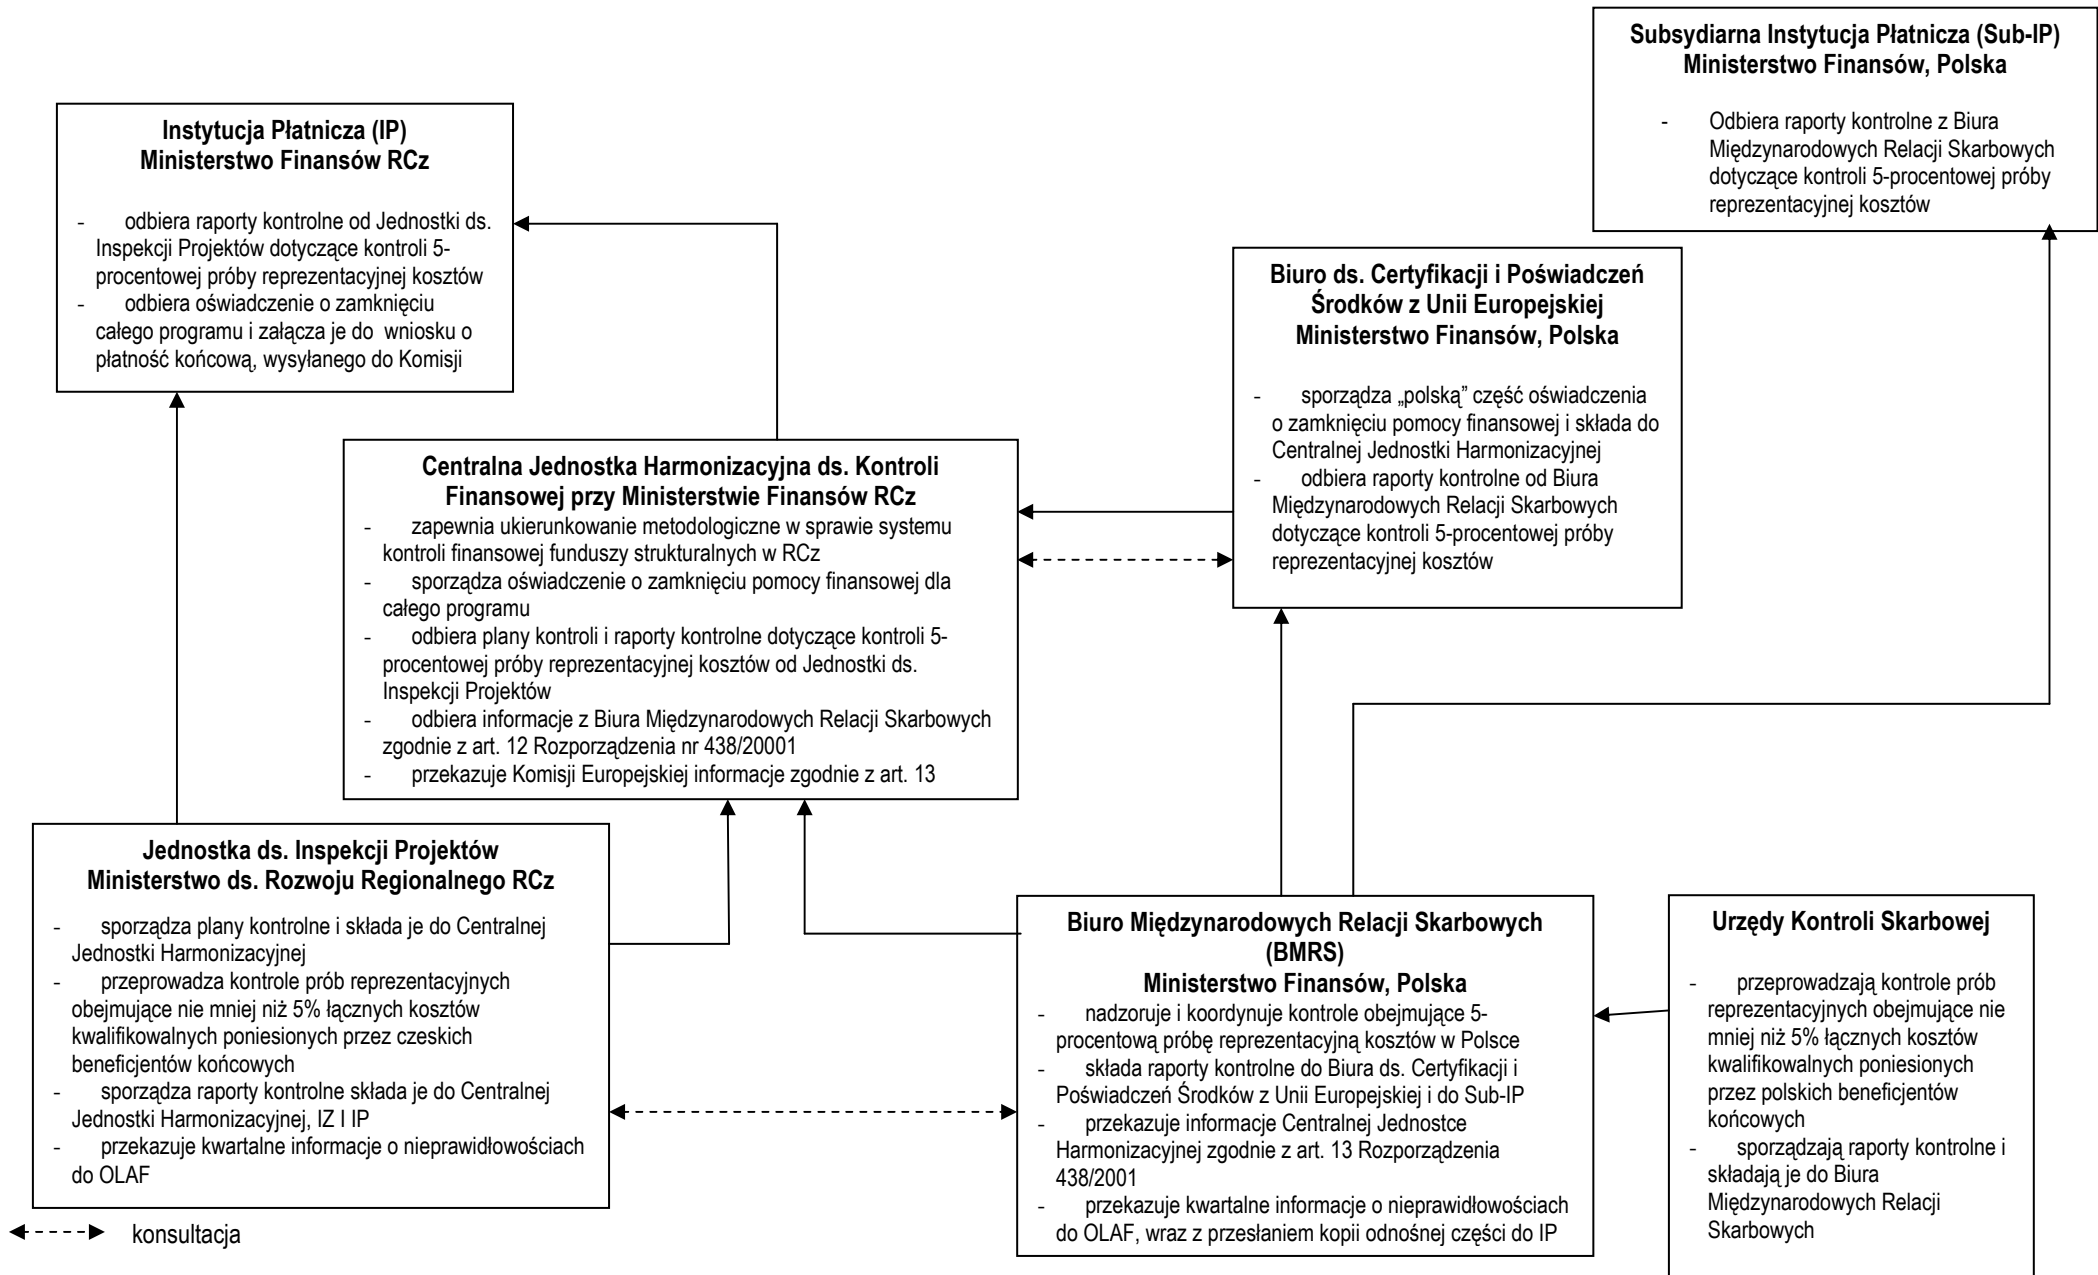 Subsydiarna Instytucja Płatnicza (Sub-IP)
Ministerstwo Finansów, Polska
- Odbiera raporty kontrolne z Biura
Międzynarodowych Relacji Skarbowych
dotyczące kontroli 5-procentowej próby
reprezentacyjnej kosztów
Instytucja Płatnicza (IP)
Ministerstwo Finansów RCz
- odbiera raporty kontrolne od Jednostki ds.
Inspekcji Projektów dotyczące kontroli 5-
procentowej próby reprezentacyjnej kosztów
- odbiera oświadczenie o zamknięciu
całego programu i załącza je do wniosku o
płatność końcową, wysyłanego do Komisji
Biuro ds. Certyfikacji i Poświadczeń
Środków z Unii Europejskiej
Ministerstwo Finansów, Polska
- sporządza „polską” część oświadczenia
o zamknięciu pomocy finansowej i składa do
Centralnej Jednostki Harmonizacyjnej
- odbiera raporty kontrolne od Biura
Międzynarodowych Relacji Skarbowych
dotyczące kontroli 5-procentowej próby
reprezentacyjnej kosztów
Centralna Jednostka Harmonizacyjna ds. Kontroli
Finansowej przy Ministerstwie Finansów RCz
- zapewnia ukierunkowanie metodologiczne w sprawie systemu
kontroli finansowej funduszy strukturalnych w RCz
- sporządza oświadczenie o zamknięciu pomocy finansowej dla
całego programu
- odbiera plany kontroli i raporty kontrolne dotyczące kontroli 5-
procentowej próby reprezentacyjnej kosztów od Jednostki ds.
Inspekcji Projektów
- odbiera informacje z Biura Międzynarodowych Relacji Skarbowych
zgodnie z art. 12 Rozporządzenia nr 438/20001
- przekazuje Komisji Europejskiej informacje zgodnie z art. 13
Jednostka ds. Inspekcji Projektów
Ministerstwo ds. Rozwoju Regionalnego RCz
- sporządza plany kontrolne i składa je do Centralnej
Jednostki Harmonizacyjnej
- przeprowadza kontrole prób reprezentacyjnych
obejmujące nie mniej niż 5% łącznych kosztów
kwalifikowalnych poniesionych przez czeskich
beneficjentów końcowych
- sporządza raporty kontrolne składa je do Centralnej
Jednostki Harmonizacyjnej, IZ I IP
- przekazuje kwartalne informacje o nieprawidłowościach
do OLAF
Biuro Międzynarodowych Relacji Skarbowych
(BMRS)
Ministerstwo Finansów, Polska
- nadzoruje i koordynuje kontrole obejmujące 5-
procentową próbę reprezentacyjną kosztów w Polsce
- składa raporty kontrolne do Biura ds. Certyfikacji i
Poświadczeń Środków z Unii Europejskiej i do Sub-IP
- przekazuje informacje Centralnej Jednostce
Harmonizacyjnej zgodnie z art. 13 Rozporządzenia
438/2001
- przekazuje kwartalne informacje o nieprawidłowościach
do OLAF, wraz z przesłaniem kopii odnośnej części do IP
Urzędy Kontroli Skarbowej
- przeprowadzają kontrole prób
reprezentacyjnych obejmujące nie
mniej niż 5% łącznych kosztów
kwalifikowalnych poniesionych
przez polskich beneficjentów
końcowych
- sporządzają raporty kontrolne i
składają je do Biura
Międzynarodowych Relacji
Skarbowych
konsultacja